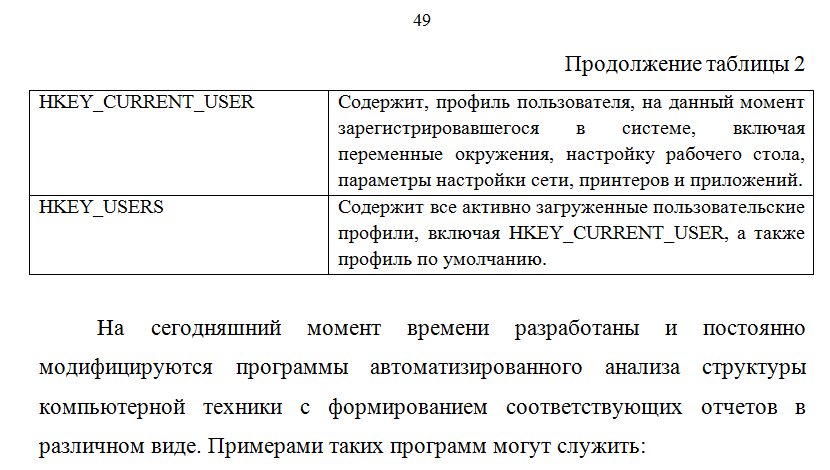 49
Продолжение таблицы 2
HKEY_CURRENT_USER
Содержит, профиль пользователя, на данный момент
зарегистрировавшегося в системе, включая
переменные окружения, настройку рабочего стола,
параметры настройки сети, принтеров и приложений.
HKEY_USERS
Содержит все активно загруженные пользовательские
профили, включая HKEY_CURRENT_USER, а также
профиль по умолчанию.
На сегодняшний момент времени разработаны и постоянно
модифицируются программы автоматизированного анализа структуры
компьютерной техники с формированием соответствующих отчетов в
различном виде. Примерами таких программ могут служить: